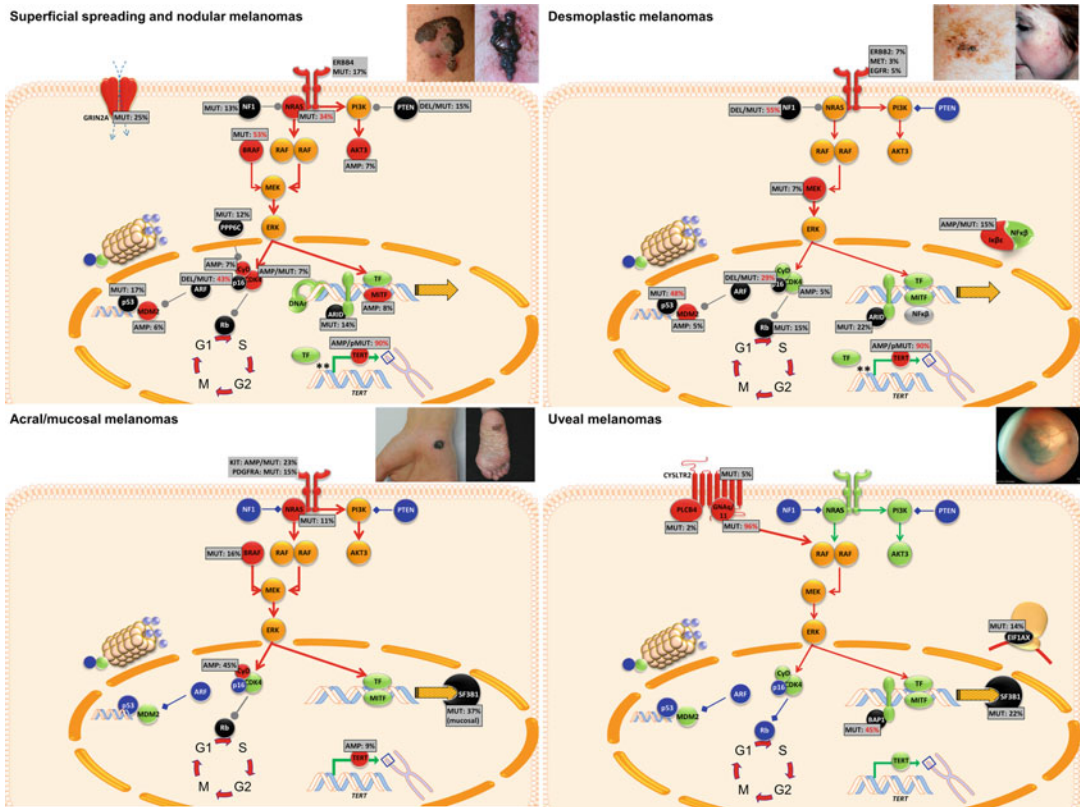 Superficial spreading and nodular melanomas
ERBB4
MUT: 17%
GRIN2A
MUT: 25%
MUT: 13%
NF1
NRAS
MUT: 34%
PI3K
PTEN
DEL/MUT: 15%
MUT: 53%
BRAF
RAF
RAF
AKT3
AMP: 7%
MEK
MUT: 12%
PPP6C
ERK
AMP: 7%
CyD
AMP/MUT: 7%
DEL/MUT: 43%
p16
CDK4
ARF
MUT: 17%
p53
MDM2
AMP: 6%
TF
MITF
AMP: 8%
DNAc
ARID
MUT: 14%
Rb
G1
S
M
G2
AMP/pMUT: 90%
TF
TERT
**
TERT
Desmoplastic melanomas
ERBB2: 7%
MET: 3%
EGFR: 5%
DEL/MUT: 55%
NF1
NRAS
PI3K
PTEN
RAF
RAF
AKT3
MUT: 7%
MEK
ERK
AMP/MUT: 15%
IκBε
NFκβ
CyD
DEL/MUT: 29%
p16
CDK4
AMP: 5%
ARF
MUT: 48%
p53
MDM2
AMP: 5%
TF
MITF
NFκβ
MUT: 22%
ARID
Rb
MUT: 15%
G1
S
M
G2
AMP/pMUT: 90%
TF
TERT
**
TERT
Acral/mucosal melanomas
KIT: AMP/MUT: 23%
PDGFRA: MUT: 15%
NF1
NRAS
MUT: 11%
PI3K
PTEN
MUT: 16%
BRAF
RAF
RAF
AKT3
MEK
ERK
AMP: 45%
CyD
p16
CDK4
ARF
p53
MDM2
TF
MITF
SF3B1
MUT: 37%
(mucosal)
Rb
G1
S
M
G2
AMP: 9%
TERT
TERT
Uveal melanomas
CYSLTR2
MUT: 5%
PLCB4
MUT: 2%
GNAq/
11
MUT: 96%
NF1
NRAS
PI3K
PTEN
RAF
RAF
AKT3
MEK
ERK
MUT: 14%
EIF1AX
CyD
p16
CDK4
ARF
p53
MDM2
TF
MITF
BAP1
MUT: 45%
SF3B1
MUT: 22%
Rb
G1
S
M
G2
TERT
TERT